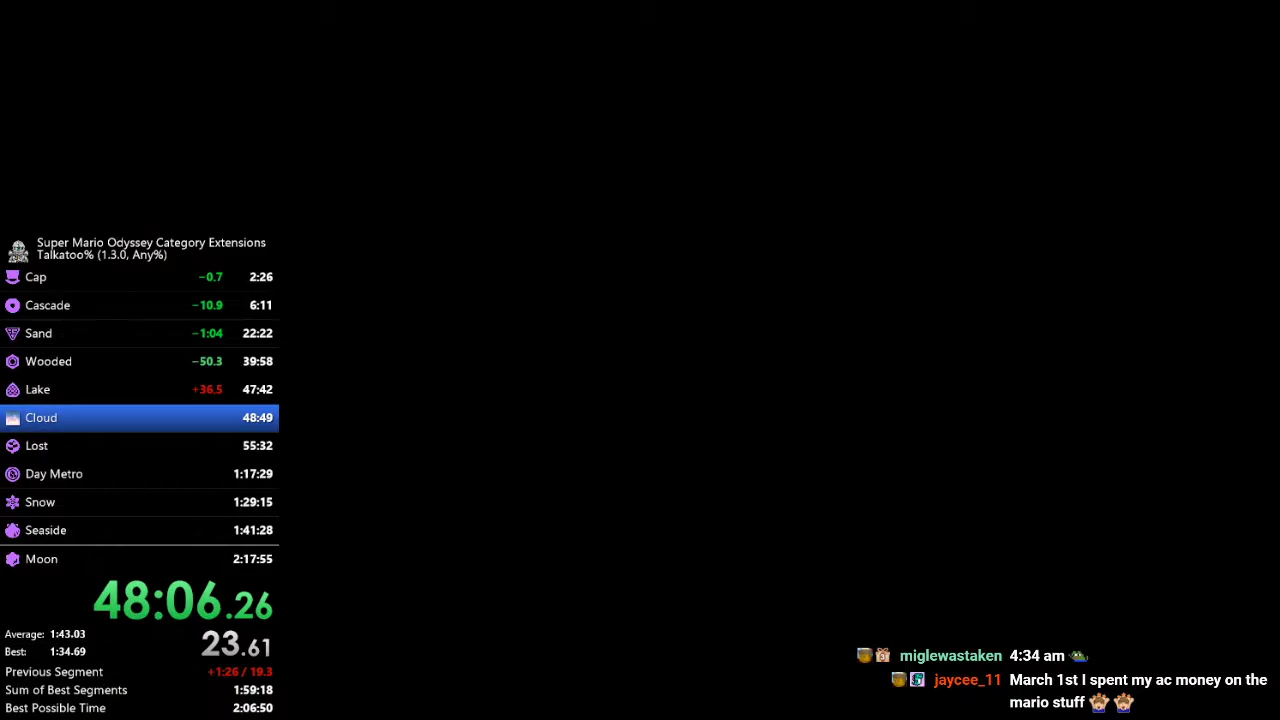 Super Mario Odyssey Category Extensions
Talkatoo% (1.3.0, Any%)
Cap −0.7 2:26
Cascade −10.9 6:11
Sand −1:04 22:22
Wooded −50.3 39:58
Lake +36.5 47:42
Cloud 48:49
Lost 55:32
Day Metro 1:17:29
Snow 1:29:15
Seaside 1:41:28
Moon 2:17:55
48:06.26
Average: 1:43.03
23.61
Best: 1:34.69
Previous Segment +1:26 / 19.3
Sum of Best Segments 1:59:18
Best Possible Time 2:06:50
miglewastaken 4:34 am
jaycee_11 March 1st I spent my ac money on the
mario stuff